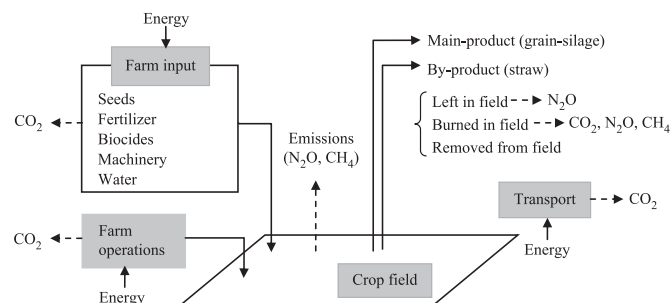 Energy
Farm input
Seeds
Fertilizer
Biocides
Machinery
Water
CO₂
Farm operations
CO₂
Energy
Emissions
(N₂O, CH₄)
Main-product (grain-silage)
By-product (straw)
Left in field N₂O
Burned in field CO₂, N₂O, CH₄
Removed from field
Transport CO₂
Energy
Crop field